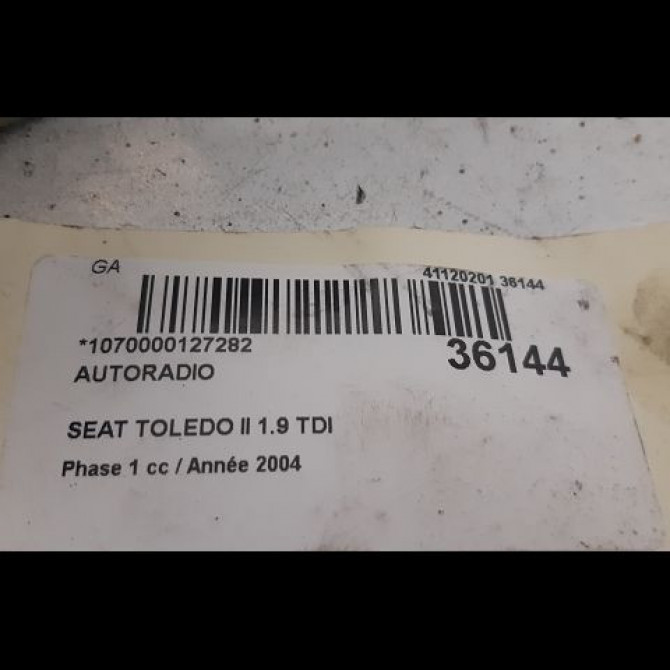 GA
41120201 36144
*1070000127282
36144
AUTORADIO
SEAT TOLEDO II 1.9 TDI
Phase 1 cc / Année 2004